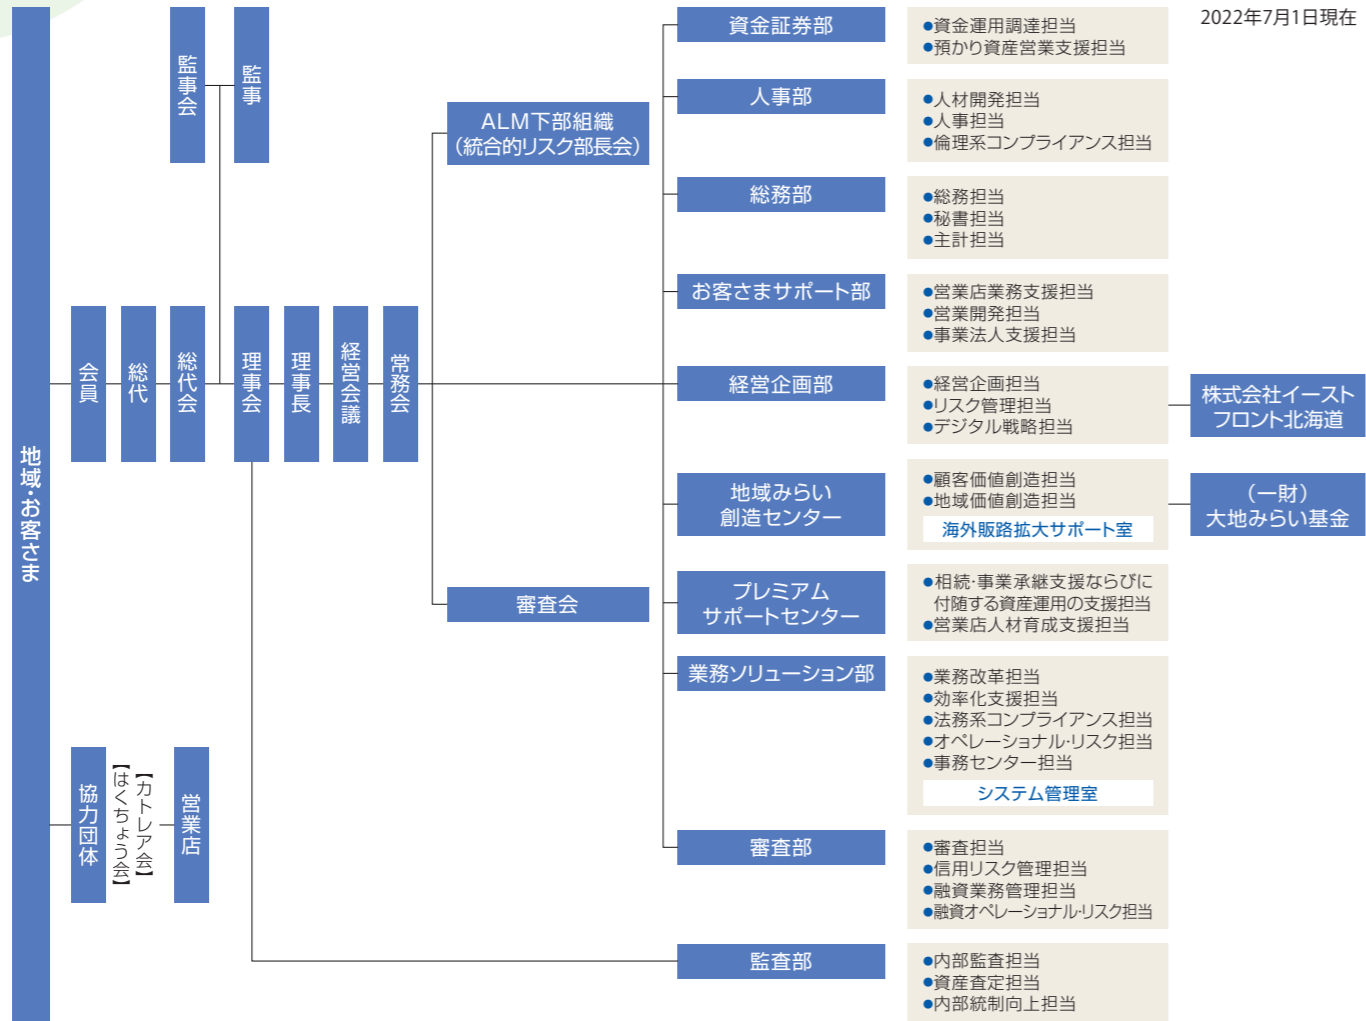 2022年7月1日現在
地域・お客さま
監事会
監事
会員
総代
総代会
理事会
理事長
経営会議
常務会
協力団体
【カトレア会】
【はくちょう会】
営業店
ALM下部組織
（統合的リスク部長会）
審査会
資金証券部
●資金運用調達担当
●預かり資産営業支援担当
人事部
●人材開発担当
●人事担当
●倫理系コンプライアンス担当
総務部
●総務担当
●秘書担当
●主計担当
お客さまサポート部
●営業店業務支援担当
●営業開発担当
●事業法人支援担当
経営企画部
●経営企画担当
●リスク管理担当
●デジタル戦略担当
株式会社イースト
フロント北海道
地域みらい
創造センター
●顧客価値創造担当
●地域価値創造担当
海外販路拡大サポート室
（一財）
大地みらい基金
プレミアム
サポートセンター
●相続・事業承継支援ならびに
付随する資産運用の支援担当
●営業店人材育成支援担当
業務ソリューション部
●業務改革担当
●効率化支援担当
●法務系コンプライアンス担当
●オペレーショナル・リスク担当
●事務センター担当
システム管理室
審査部
●審査担当
●信用リスク管理担当
●融資業務管理担当
●融資オペレーショナル・リスク担当
監査部
●内部監査担当
●資産査定担当
●内部統制向上担当